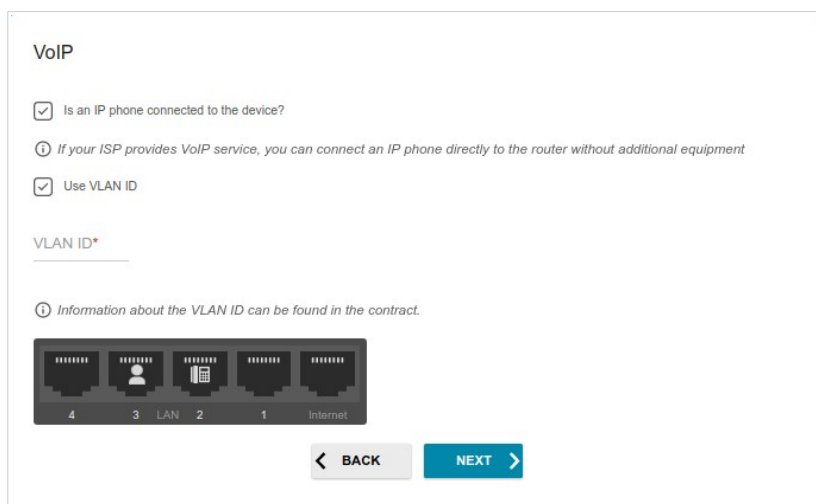 VoIP
Is an IP phone connected to the device?
If your ISP provides VoIP service, you can connect an IP phone directly to the router without additional equipment
Use VLAN ID
VLAN ID*
Information about the VLAN ID can be found in the contract.
4 3 LAN 2 1 Internet
BACK NEXT